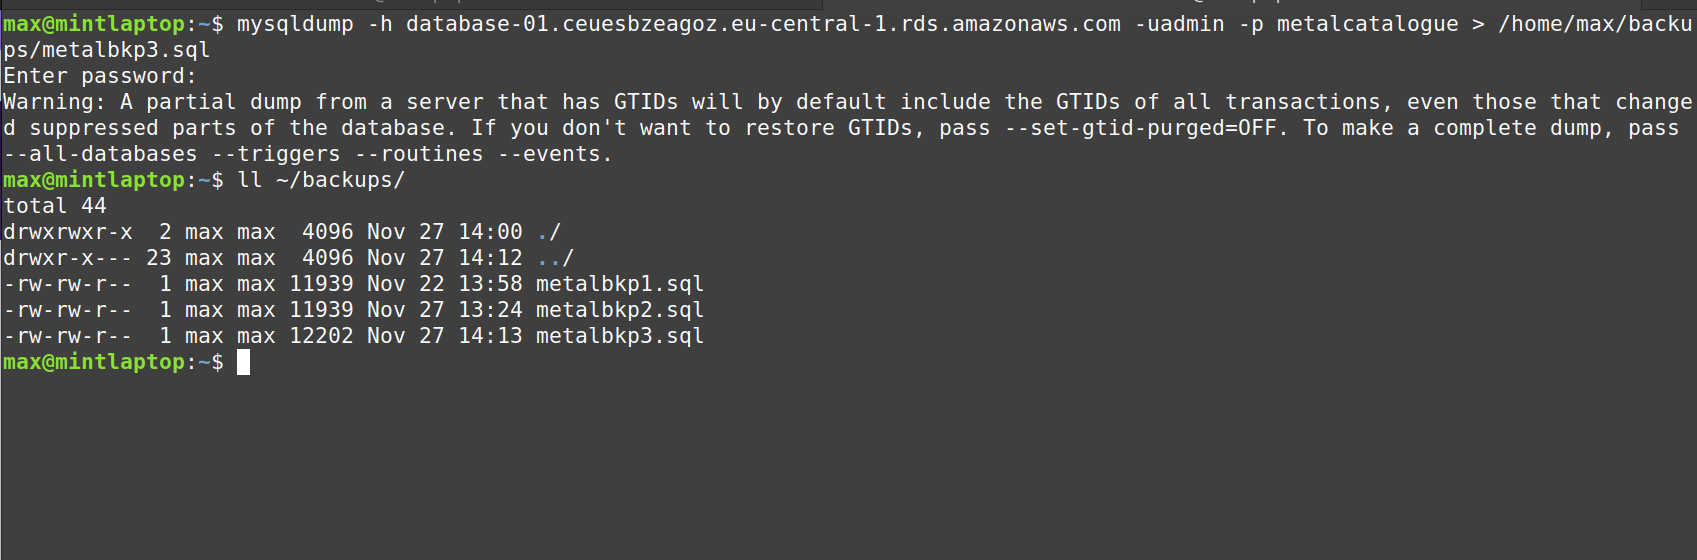 max@mintlaptop:~$ mysqldump -h database-01.ceuesbzeagoz.eu-central-1.rds.amazonaws.com -uadmin -p metalcatalogue > /home/max/backu
ps/metalbkp3.sql
Enter password:
Warning: A partial dump from a server that has GTIDs will by default include the GTIDs of all transactions, even those that change
d suppressed parts of the database. If you don't want to restore GTIDs, pass --set-gtid-purged=OFF. To make a complete dump, pass
--all-databases --triggers --routines --events.
max@mintlaptop:~$ ll ~/backups/
total 44
drwxrwxr-x  2 max max  4096 Nov 27 14:00 ./
drwxr-x--- 23 max max  4096 Nov 27 14:12 ../
-rw-rw-r--  1 max max 11939 Nov 22 13:58 metalbkp1.sql
-rw-rw-r--  1 max max 11939 Nov 27 13:24 metalbkp2.sql
-rw-rw-r--  1 max max 12202 Nov 27 14:13 metalbkp3.sql
max@mintlaptop:~$